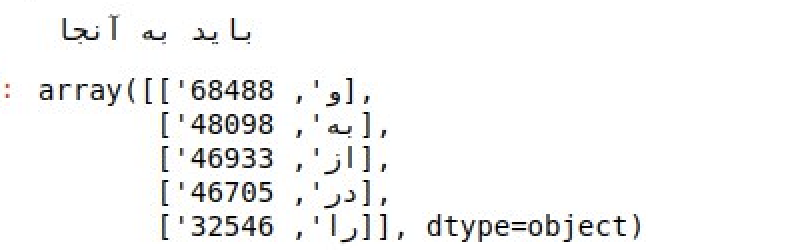 باید به آنجا
: array([['و', 68488],
['به', 48098],
['از', 46933],
['در', 46705],
['را', 32546]], dtype=object)